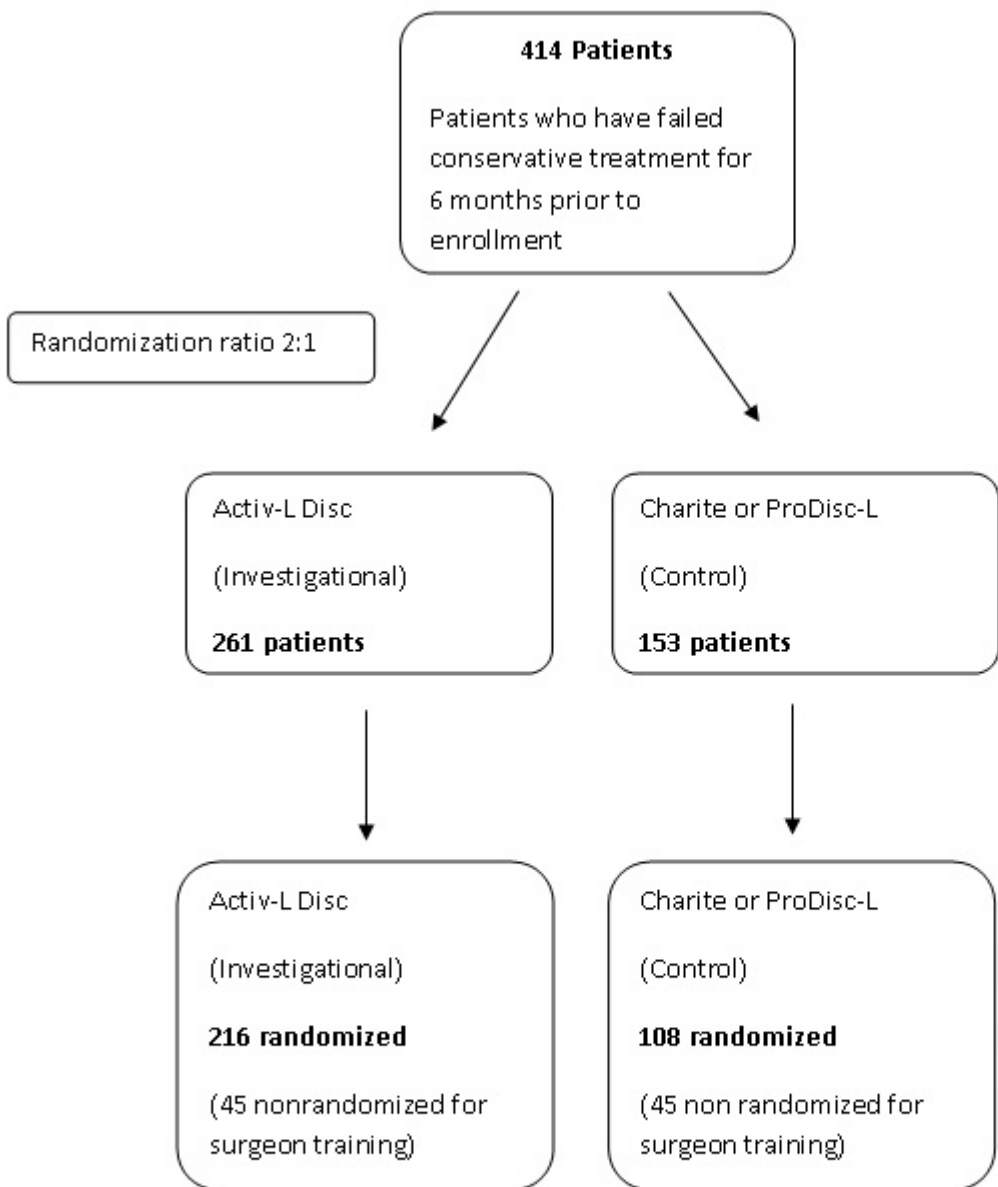 414 Patients
Patients who have failed
conservative treatment for
6 months prior to
enrollment
Randomization ratio 2:1
Activ-L Disc
(Investigational)
261 patients
Charite or ProDisc-L
(Control)
153 patients
Activ-L Disc
(Investigational)
216 randomized
(45 nonrandomized for
surgeon training)
Charite or ProDisc-L
(Control)
108 randomized
(45 non randomized for
surgeon training)